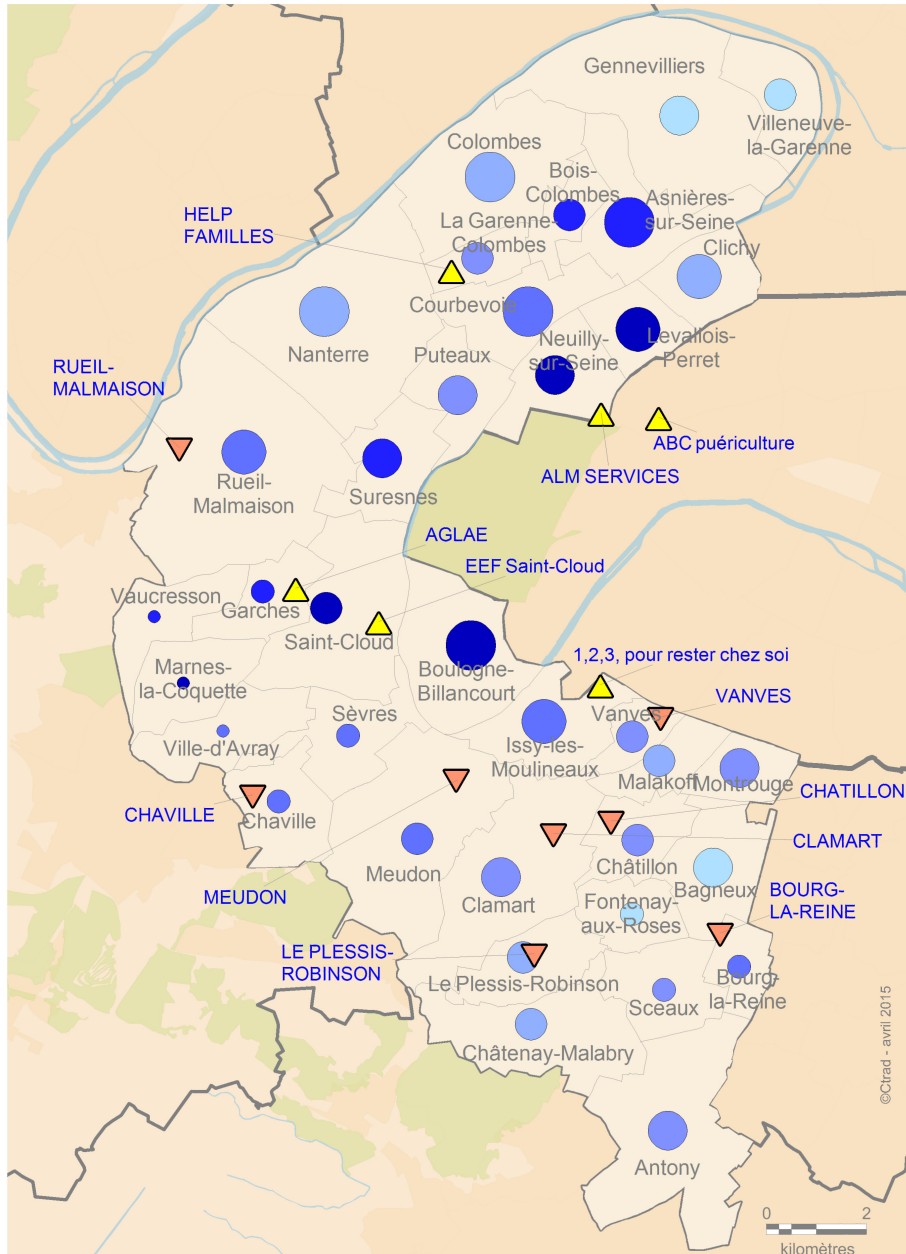 Gennevilliers
Villeneuve-
la-Garenne
Colombes
Bois-
Colombes
Asnières-
sur-Seine
HELP
FAMILLES
La Garenne-
Colombes
Clichy
Courbevoie
Nanterre
Puteaux
Neuilly-
sur-Seine
Levallois-
Perret
RUEIL-
MALMAISON
ABC puériculture
ALM SERVICES
Rueil-
Malmaison
Suresnes
AGLAE
EEF Saint-Cloud
Vaucresson
Garches
Saint-Cloud
1,2,3, pour rester chez soi
Boulogne-
Billancourt
Marnes-
la-Coquette
VANVES
Sèvres
Vanves
Ville-d'Avray
Issy-les-
Moulineaux
Malakoff
Montrouge
CHATILLON
CHAVILLE
Chaville
CLAMART
Meudon
Châtillon
Bagneux
MEUDON
Clamart
BOURG-
LA-REINE
Fontenay-
aux-Roses
LE PLESSIS-
ROBINSON
Le Plessis-Robinson
Bourg-
la-Reine
Sceaux
Châtenay-Malabry
©Ctrad - avril 2015
Antony
0 2
kilomètres